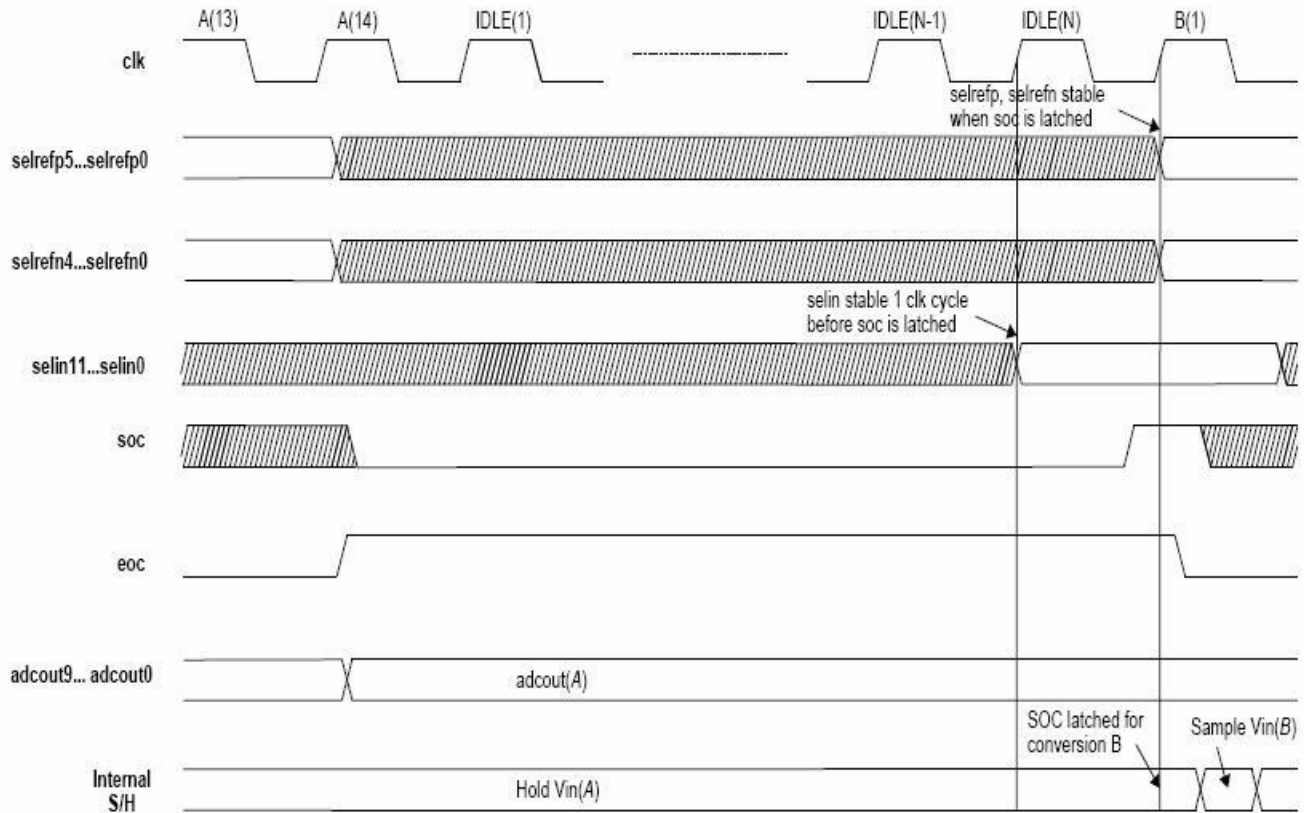 A(13) A(14) IDLE(1) IDLE(N-1) IDLE(N) B(1)
clk
selrefp, selrefn stable
when soc is latched
selrefp5...selrefp0
selrefn4...selrefn0
selin stable 1 clk cycle
before soc is latched
selin11...selin0
soc
eoc
adcout9... adcout0
adcout(A)
SOC latched for
conversion B
Sample Vin(B)
Internal
S/H
Hold Vin(A)